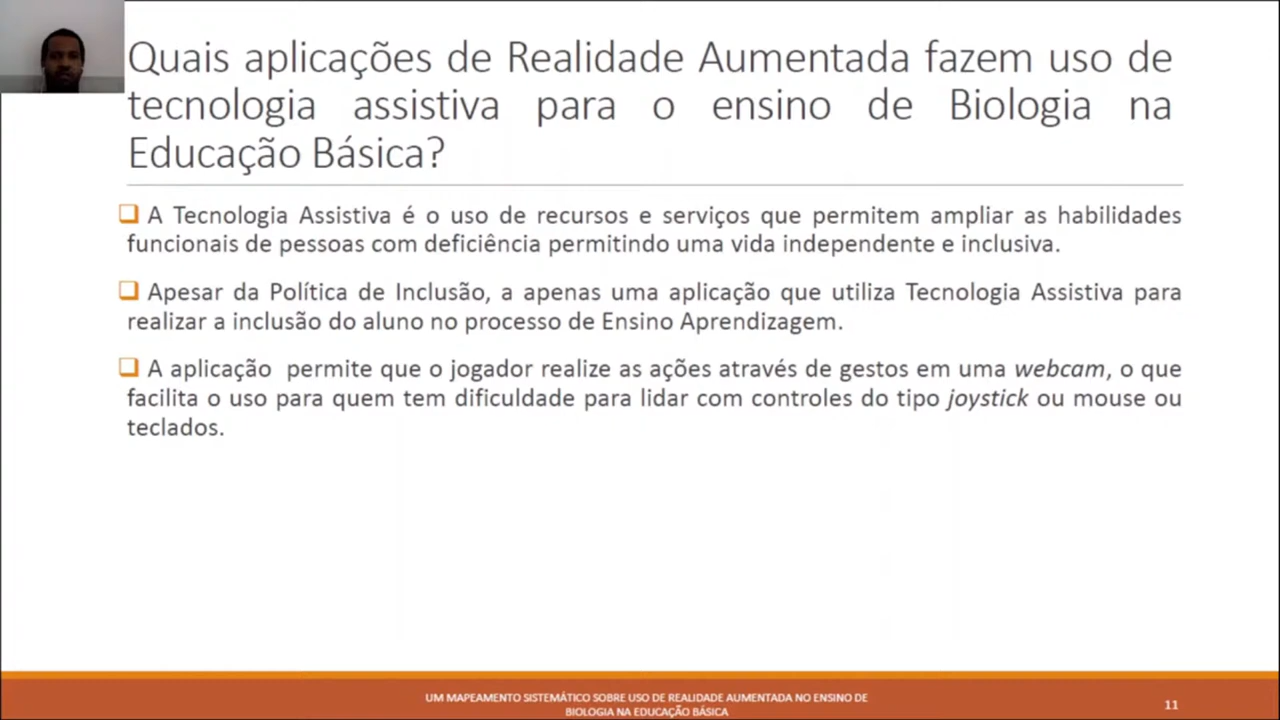 Quais aplicações de Realidade Aumentada fazem uso de
tecnologia assistiva para o ensino de Biologia na
Educação Básica?
A Tecnologia Assistiva é o uso de recursos e serviços que permitem ampliar as habilidades
funcionais de pessoas com deficiência permitindo uma vida independente e inclusiva.
Apesar da Política de Inclusão, a apenas uma aplicação que utiliza Tecnologia Assistiva para
realizar a inclusão do aluno no processo de Ensino Aprendizagem.
A aplicação permite que o jogador realize as ações através de gestos em uma webcam, o que
facilita o uso para quem tem dificuldade para lidar com controles do tipo joystick ou mouse ou
teclados.
UM MAPEAMENTO SISTEMÁTICO SOBRE USO DE REALIDADE AUMENTADA NO ENSINO DE
BIOLOGIA NA EDUCAÇÃO BÁSICA
11